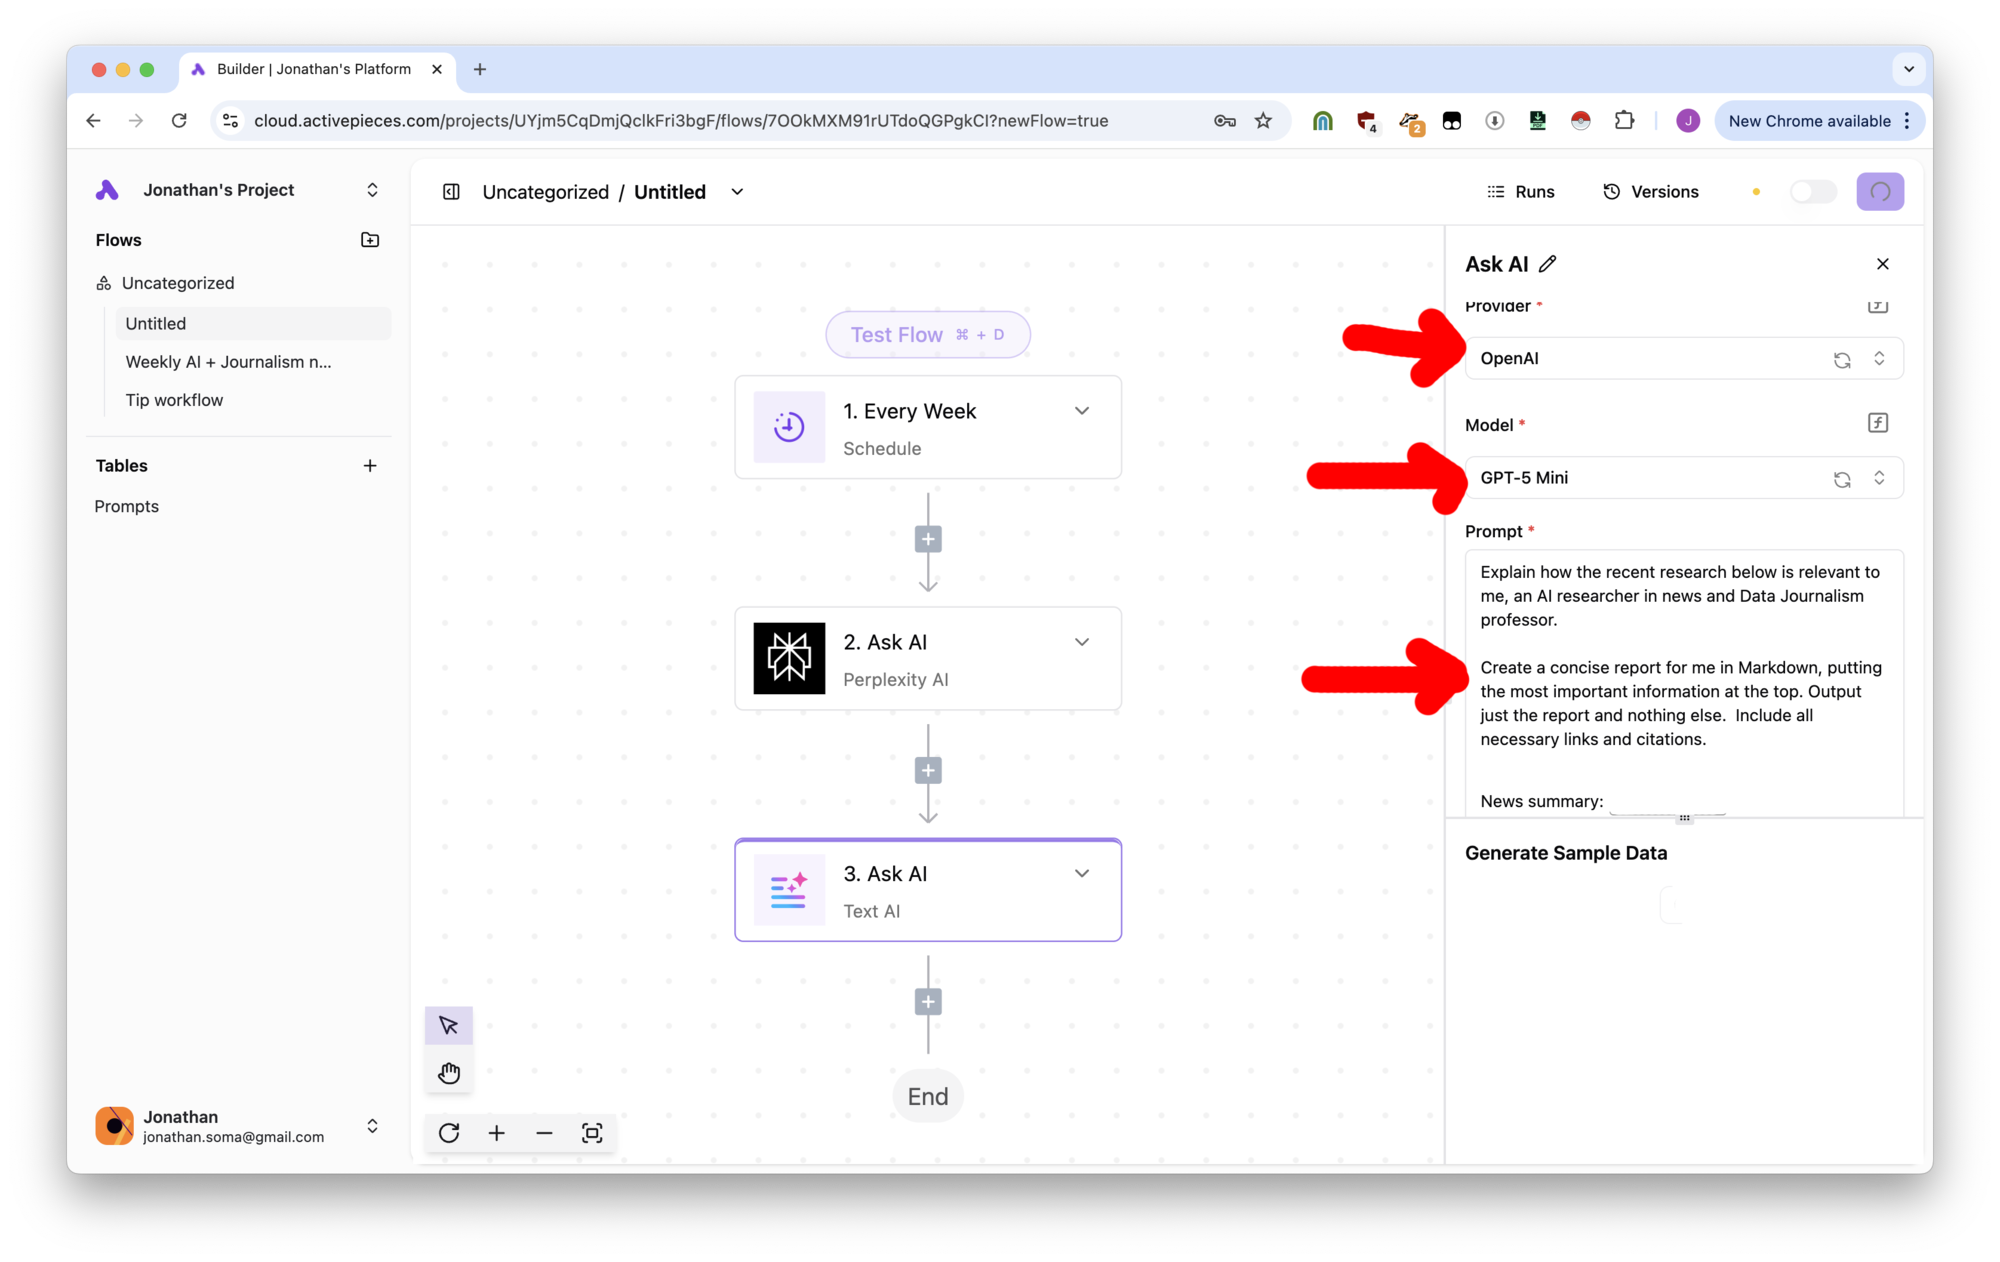 Builder | Jonathan's Platform
cloud.activepieces.com/projects/UYjm5CqDmjQclkFri3bgF/flows/7OOkMXM91rUTdoQGPgkCI?newFlow=true
4
2
J
New Chrome available
Jonathan's Project
Uncategorized / Untitled
Runs
Versions
Flows
Uncategorized
Untitled
Weekly AI + Journalism n...
Tip workflow
Tables
Prompts
Jonathan
jonathan.soma@gmail.com
Test Flow ⌘ + D
1. Every Week
Schedule
2. Ask AI
Perplexity AI
3. Ask AI
Text AI
End
Ask AI
Provider *
OpenAI
Model *
GPT-5 Mini
Prompt *
Explain how the recent research below is relevant to
me, an AI researcher in news and Data Journalism
professor.
Create a concise report for me in Markdown, putting
the most important information at the top. Output
just the report and nothing else.  Include all
necessary links and citations.
News summary:
Generate Sample Data